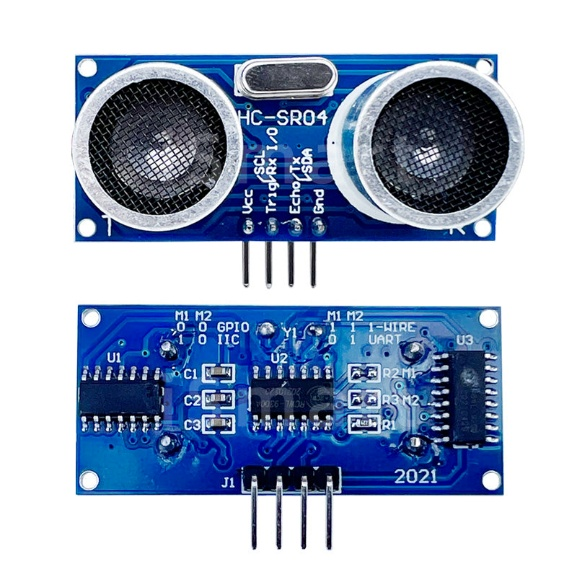 HC-SR04
Vcc
Trig/Rx/SCL I/O
Echo/Tx/SDA
Gnd
T
R
M1 M2
0 0 GPIO
1 0 IIC
M1 M2
1 1 1-WIRE
0 1 UART
Y1
U1
U2
U3
C1
C2
C3
R2 M1
R3 M2
R1
J1
2021